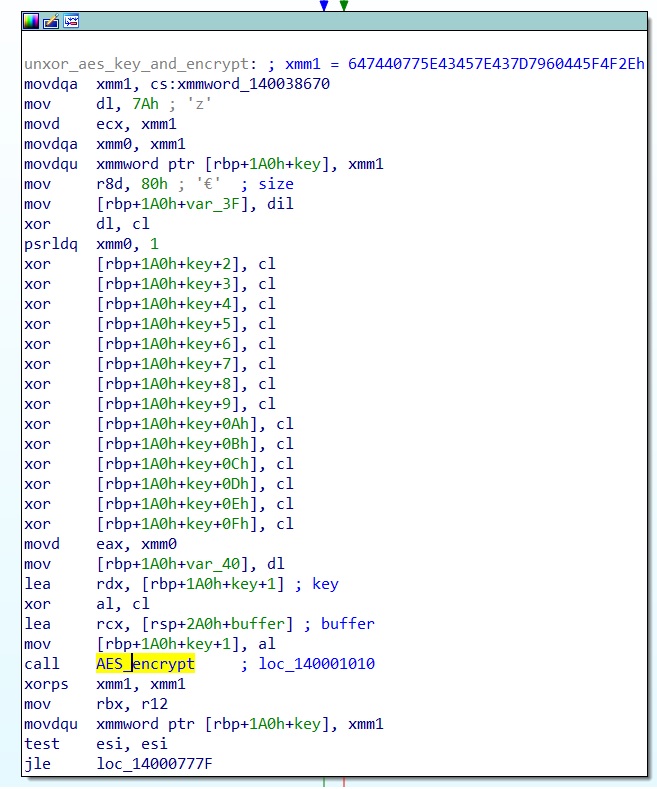 unxor_aes_key_and_encrypt: ; xmm1 = 647440775E43457E437D7960445F4F2Eh
movdqa xmm1, cs:xmmword_140038670
mov dl, 7Ah ; 'z'
movd ecx, xmm1
movdqa xmm0, xmm1
movdqu xmmword ptr [rbp+1A0h+key], xmm1
mov r8d, 80h ; '€' ; size
mov [rbp+1A0h+var_3F], dil
xor dl, cl
psrldq xmm0, 1
xor [rbp+1A0h+key+2], cl
xor [rbp+1A0h+key+3], cl
xor [rbp+1A0h+key+4], cl
xor [rbp+1A0h+key+5], cl
xor [rbp+1A0h+key+6], cl
xor [rbp+1A0h+key+7], cl
xor [rbp+1A0h+key+8], cl
xor [rbp+1A0h+key+9], cl
xor [rbp+1A0h+key+0Ah], cl
xor [rbp+1A0h+key+0Bh], cl
xor [rbp+1A0h+key+0Ch], cl
xor [rbp+1A0h+key+0Dh], cl
xor [rbp+1A0h+key+0Eh], cl
xor [rbp+1A0h+key+0Fh], cl
movd eax, xmm0
mov [rbp+1A0h+var_40], dl
lea rdx, [rbp+1A0h+key+1] ; key
xor al, cl
lea rcx, [rsp+2A0h+buffer] ; buffer
mov [rbp+1A0h+key+1], al
call AES_encrypt ; loc_140001010
xorps xmm1, xmm1
mov rbx, r12
movdqu xmmword ptr [rbp+1A0h+key], xmm1
test esi, esi
jle loc_14000777F